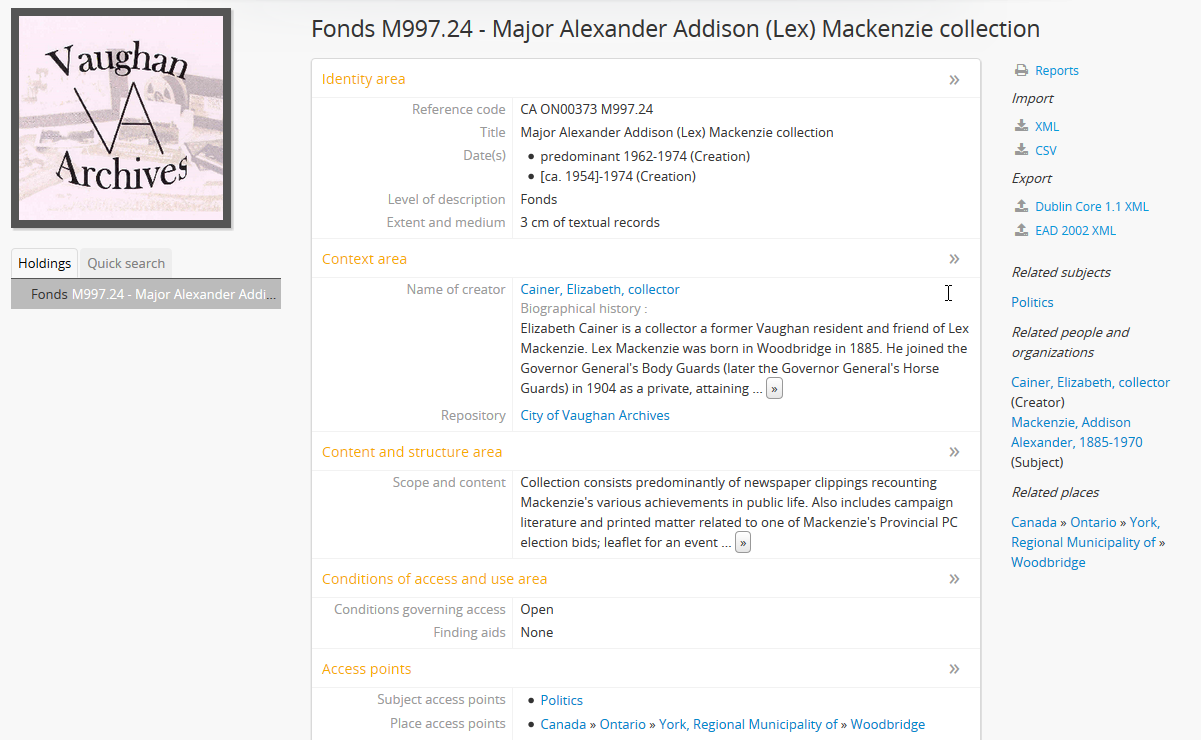 Vaughan
VA
Archives
Holdings
Quick search
Fonds M997.24 - Major Alexander Addi...
Fonds M997.24 - Major Alexander Addison (Lex) Mackenzie collection
Identity area »
Reference code CA ON00373 M997.24
Title Major Alexander Addison (Lex) Mackenzie collection
Date(s) • predominant 1962-1974 (Creation)
• [ca. 1954]-1974 (Creation)
Level of description Fonds
Extent and medium 3 cm of textual records
Context area »
Name of creator Cainer, Elizabeth, collector
Biographical history :
Elizabeth Cainer is a collector a former Vaughan resident and friend of Lex
Mackenzie. Lex Mackenzie was born in Woodbridge in 1885. He joined the
Governor General's Body Guards (later the Governor General's Horse
Guards) in 1904 as a private, attaining ... »
Repository City of Vaughan Archives
Content and structure area »
Scope and content Collection consists predominantly of newspaper clippings recounting
Mackenzie's various achievements in public life. Also includes campaign
literature and printed matter related to one of Mackenzie's Provincial PC
election bids; leaflet for an event ... »
Conditions of access and use area »
Conditions governing access Open
Finding aids None
Access points »
Subject access points • Politics
Place access points • Canada » Ontario » York, Regional Municipality of » Woodbridge
Reports
Import
XML
CSV
Export
Dublin Core 1.1 XML
EAD 2002 XML
Related subjects
Politics
Related people and
organizations
Cainer, Elizabeth, collector
(Creator)
Mackenzie, Addison
Alexander, 1885-1970
(Subject)
Related places
Canada » Ontario » York,
Regional Municipality of »
Woodbridge